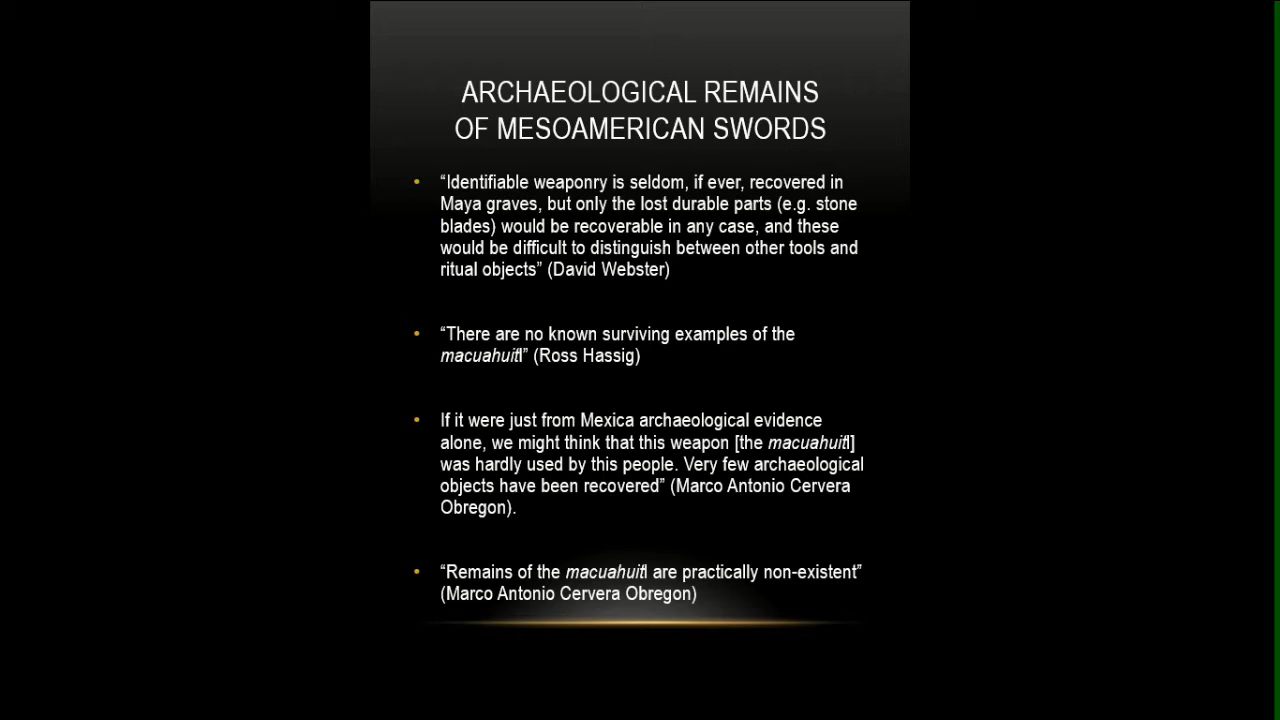 ARCHAEOLOGICAL REMAINS
OF MESOAMERICAN SWORDS
• “Identifiable weaponry is seldom, if ever, recovered in
Maya graves, but only the lost durable parts (e.g. stone
blades) would be recoverable in any case, and these
would be difficult to distinguish between other tools and
ritual objects” (David Webster)
• “There are no known surviving examples of the
macuahuitl” (Ross Hassig)
• If it were just from Mexica archaeological evidence
alone, we might think that this weapon [the macuahuitl]
was hardly used by this people. Very few archaeological
objects have been recovered” (Marco Antonio Cervera
Obregon).
• “Remains of the macuahuitl are practically non-existent”
(Marco Antonio Cervera Obregon)